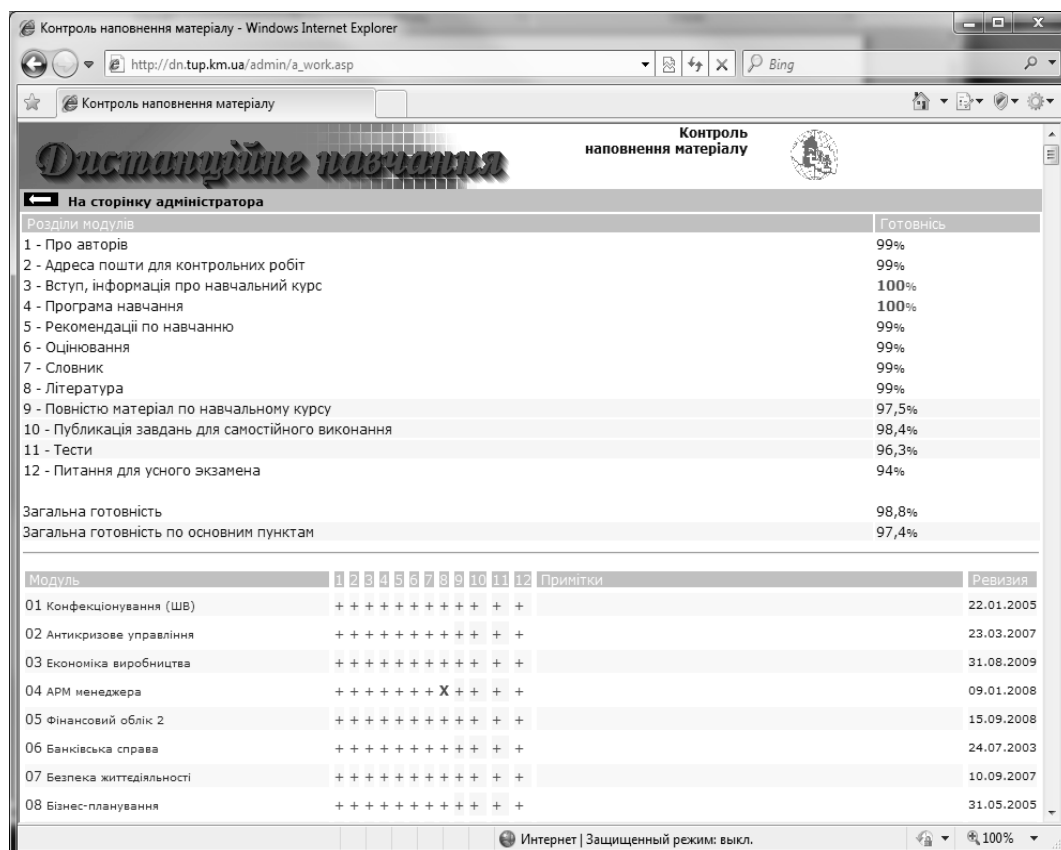 Контроль наповнення матеріалу - Windows Internet Explorer
http://dn.tup.km.ua/admin/a_work.asp
Bing
Контроль наповнення матеріалу
Дистанційне навчання
Контроль
наповнення матеріалу
На сторінку адміністратора
Розділи модулів Готовнісь
1 - Про авторів 99%
2 - Адреса пошти для контрольних робіт 99%
3 - Вступ, інформація про навчальний курс 100%
4 - Програма навчання 100%
5 - Рекомендації по навчанню 99%
6 - Оцінювання 99%
7 - Словник 99%
8 - Література 99%
9 - Повністю матеріал по навчальному курсу 97,5%
10 - Публикація завдань для самостійного виконання 98,4%
11 - Тести 96,3%
12 - Питання для усного экзамена 94%
Загальна готовність 98,8%
Загальна готовність по основним пунктам 97,4%
Модуль 1 2 3 4 5 6 7 8 9 10 11 12 Примітки Ревизия
01 Конфекціонування (ШВ) + + + + + + + + + + + + 22.01.2005
02 Антикризове управління + + + + + + + + + + + + 23.03.2007
03 Економіка виробництва + + + + + + + + + + + + 31.08.2009
04 АРМ менеджера + + + + + + + X + + + + 09.01.2008
05 Фінансовий облік 2 + + + + + + + + + + + + 15.09.2008
06 Банківська справа + + + + + + + + + + + + 24.07.2003
07 Безпека життєдіяльності + + + + + + + + + + + + 10.09.2007
08 Бізнес-планування + + + + + + + + + + + + 31.05.2005
Интернет | Защищенный режим: выкл. 100%